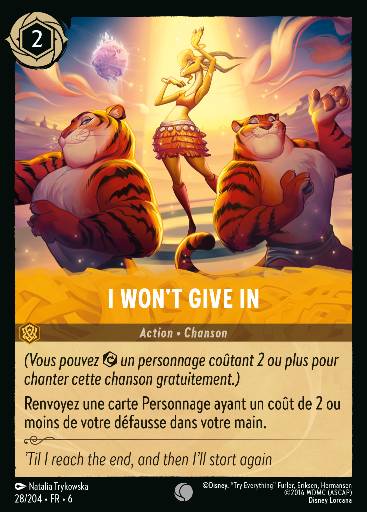 2
I WON'T GIVE IN
Action • Chanson
(Vous pouvez un personnage coûtant 2 ou plus pour
chanter cette chanson gratuitement.)
Renvoyez une carte Personnage ayant un coût de 2 ou
moins de votre défausse dans votre main.
'Til I reach the end, and then I'll start again
Natalia Trykowska
28/204 • FR • 6
©Disney. "Try Everything" Furler, Eriksen, Hermansen
©2016 WDMC (ASCAP)
Disney Lorcana